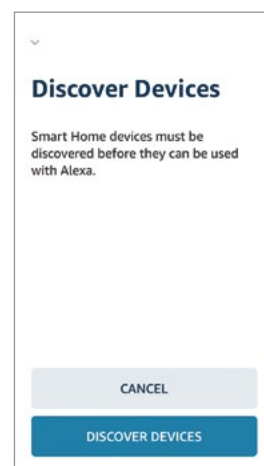 Discover Devices
Smart Home devices must be
discovered before they can be used
with Alexa.
CANCEL
DISCOVER DEVICES